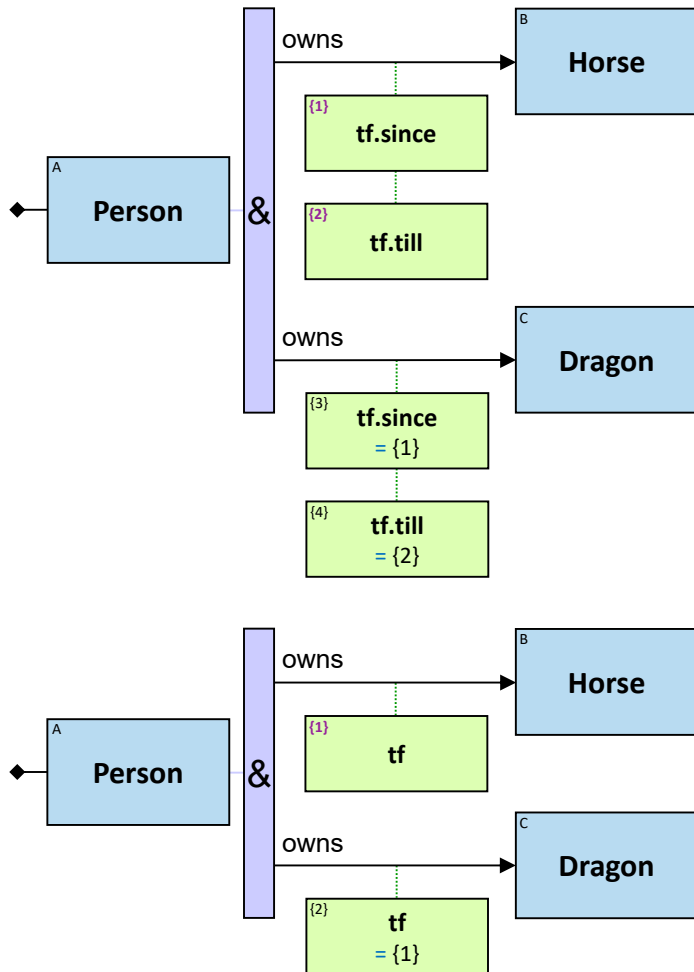 owns
B
Horse
{1}
tf.since
A
Person
&
{2}
tf.till
owns
C
Dragon
{3}
tf.since
= {1}
{4}
tf.till
= {2}
owns
B
Horse
A
Person
&
{1}
tf
owns
C
Dragon
{2}
tf
= {1}